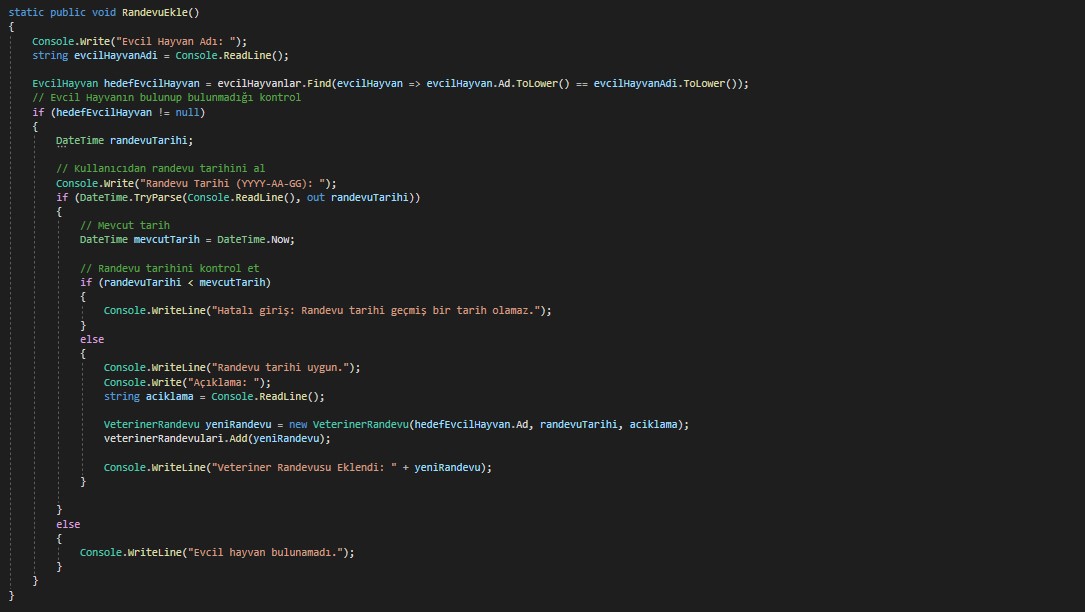 static public void RandevuEkle()
{
    Console.Write("Evcil Hayvan Adı: ");
    string evcilHayvanAdi = Console.ReadLine();

    EvcilHayvan hedefEvcilHayvan = evcilHayvanlar.Find(evcilHayvan => evcilHayvan.Ad.ToLower() == evcilHayvanAdi.ToLower());
    // Evcil Hayvanın bulunup bulunmadığı kontrol
    if (hedefEvcilHayvan != null)
    {
        DateTime randevuTarihi;

        // Kullanıcıdan randevu tarihini al
        Console.Write("Randevu Tarihi (YYYY-AA-GG): ");
        if (DateTime.TryParse(Console.ReadLine(), out randevuTarihi))
        {
            // Mevcut tarih
            DateTime mevcutTarih = DateTime.Now;

            // Randevu tarihini kontrol et
            if (randevuTarihi < mevcutTarih)
            {
                Console.WriteLine("Hatalı giriş: Randevu tarihi geçmiş bir tarih olamaz.");
            }
            else
            {
                Console.WriteLine("Randevu tarihi uygun.");
                Console.Write("Açıklama: ");
                string aciklama = Console.ReadLine();

                VeterinerRandevu yeniRandevu = new VeterinerRandevu(hedefEvcilHayvan.Ad, randevuTarihi, aciklama);
                veterinerRandevulari.Add(yeniRandevu);

                Console.WriteLine("Veteriner Randevusu Eklendi: " + yeniRandevu);
            }

        }
        else
        {
            Console.WriteLine("Evcil hayvan bulunamadı.");
        }
    }
}